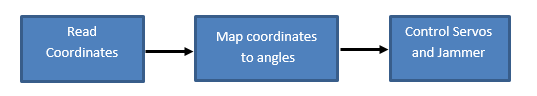 Read
Coordinates
Map coordinates
to angles
Control Servos
and Jammer